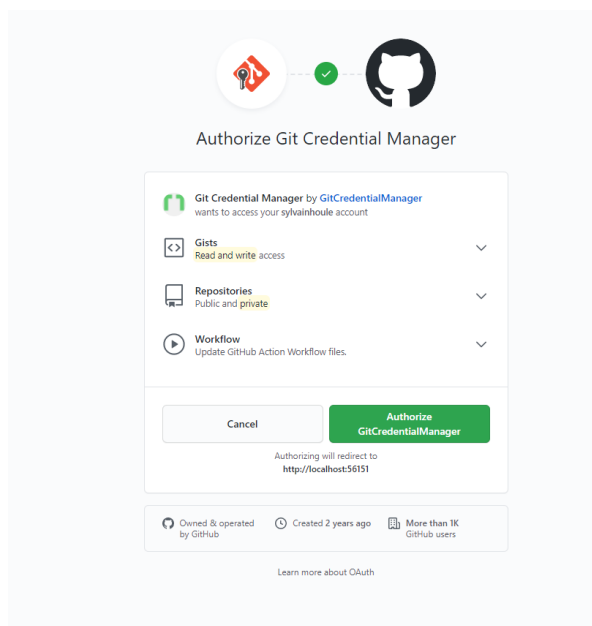 Authorize Git Credential Manager
Git Credential Manager by GitCredentialManager
wants to access your sylvainhoule account
Gists
Read and write access
Repositories
Public and private
Workflow
Update GitHub Action Workflow files.
Cancel
Authorize
GitCredentialManager
Authorizing will redirect to
http://localhost:56151
Owned & operated
by GitHub
Created 2 years ago
More than 1K
GitHub users
Learn more about OAuth